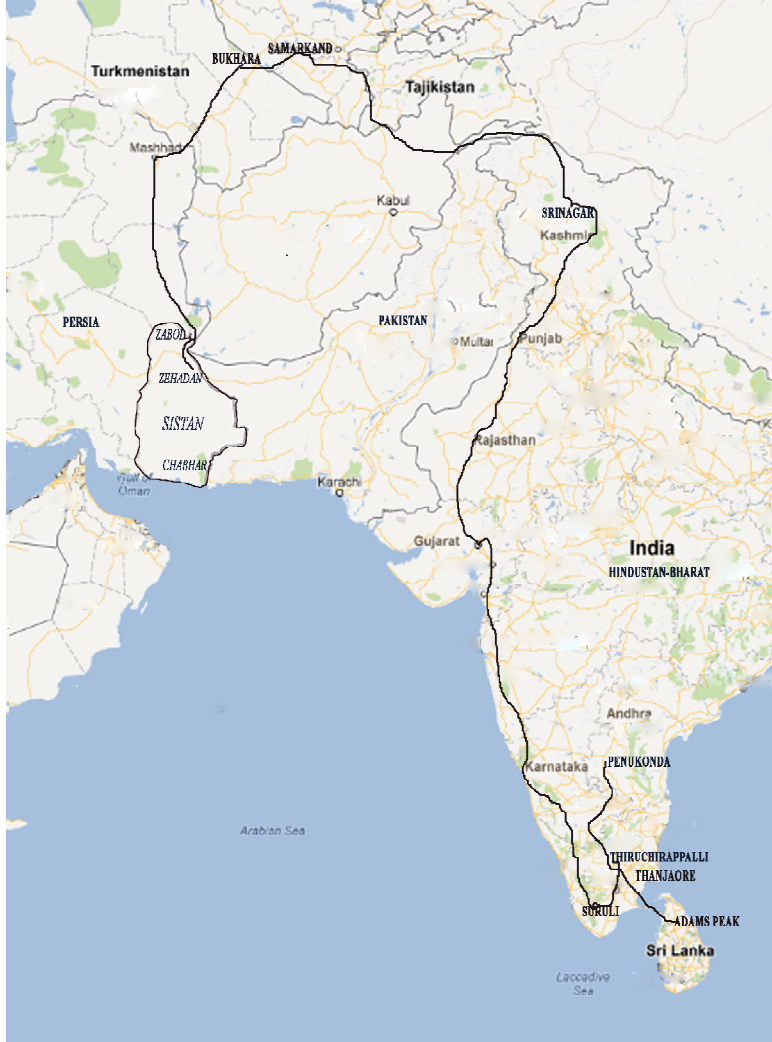 SAMARKAND
BUKHARA
Turkmenistan
Tajikistan
Mashhad
Kabul
SRINAGAR
Kashmir
PERSIA
PAKISTAN
ZABOL
Multan
Punjab
ZEHADAN
SISTAN
Rajasthan
CHABHAR
Gulf of
Oman
Karachi
Gujarat
India
HINDUSTAN-BHARAT
Andhra
Karnataka
PENUKONDA
Arabian Sea
THIRUCHIRAPPALLI
THANJAORE
SURULI
ADAMS PEAK
Sri Lanka
Laccadive
Sea